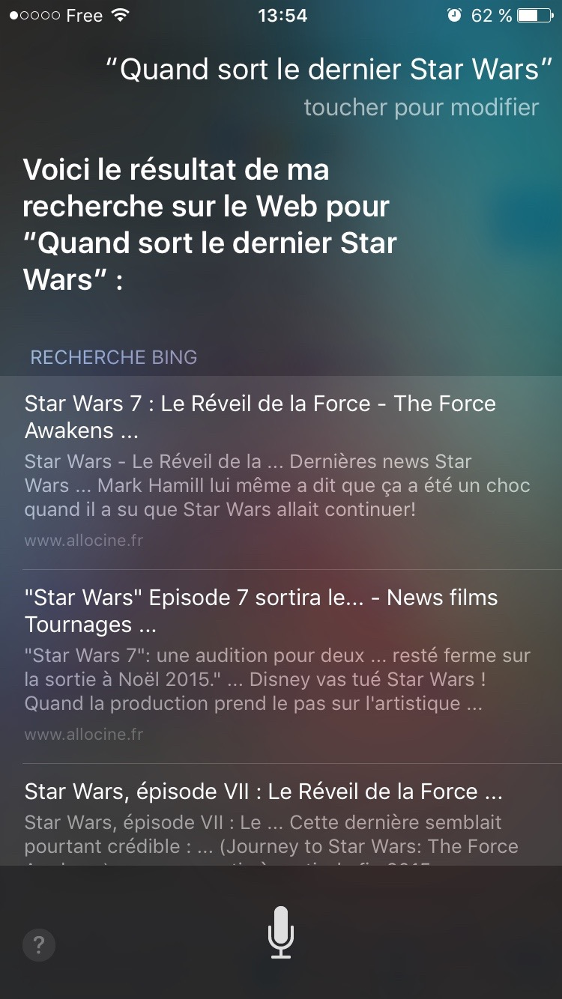 Free 13:54 62 %
“Quand sort le dernier Star Wars”
toucher pour modifier
Voici le résultat de ma
recherche sur le Web pour
“Quand sort le dernier Star
Wars” :
RECHERCHE BING
Star Wars 7 : Le Réveil de la Force - The Force
Awakens ...
Star Wars - Le Réveil de la ... Dernières news Star
Wars ... Mark Hamill lui même a dit que ça a été un choc
quand il a su que Star Wars allait continuer!
www.allocine.fr
"Star Wars" Episode 7 sortira le... - News films
Tournages ...
"Star Wars 7": une audition pour deux ... resté ferme sur
la sortie à Noël 2015." ... Disney vas tué Star Wars !
Quand la production prend le pas sur l'artistique ...
www.allocine.fr
Star Wars, épisode VII : Le Réveil de la Force ...
Star Wars, épisode VII : Le ... Cette dernière semblait
pourtant crédible : ... (Journey to Star Wars: The Force
?